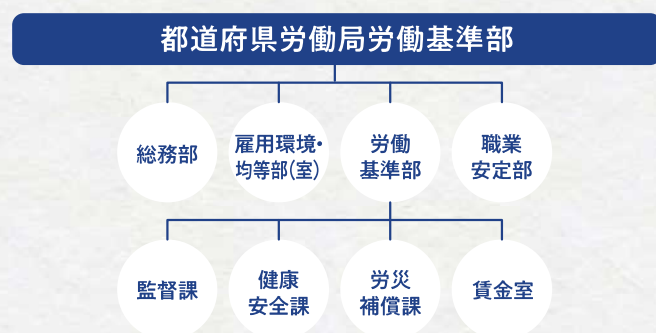 都道府県労働局労働基準部
総務部
雇用環境・
均等部(室)
労働
基準部
職業
安定部
監督課
健康
安全課
労災
補償課
賃金室